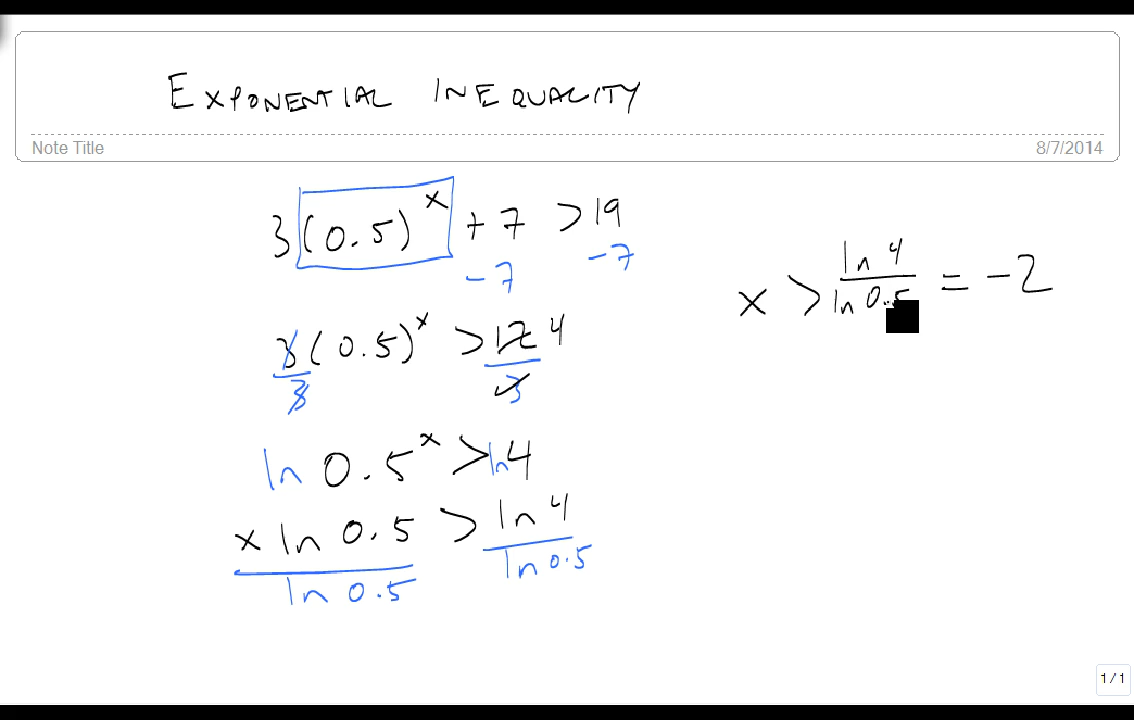 EXPONENTIAL INEQUALITY
Note Title
8/7/2014
3(0.5)^x + 7 > 19
-7 -7
3(0.5)^x > 12 4
3 3
ln 0.5^x > ln 4
x ln 0.5 > ln 4
ln 0.5 ln 0.5
x > ln 4 / ln 0.5 = -2
1/1